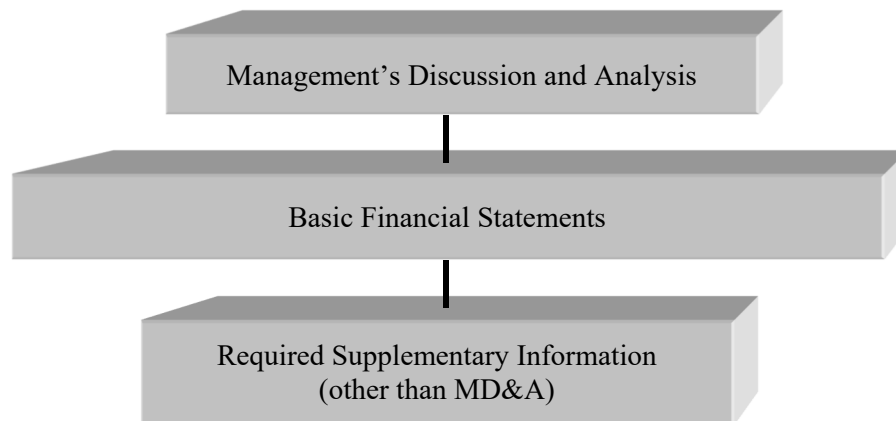 Management’s Discussion and Analysis
Basic Financial Statements
Required Supplementary Information
(other than MD&A)